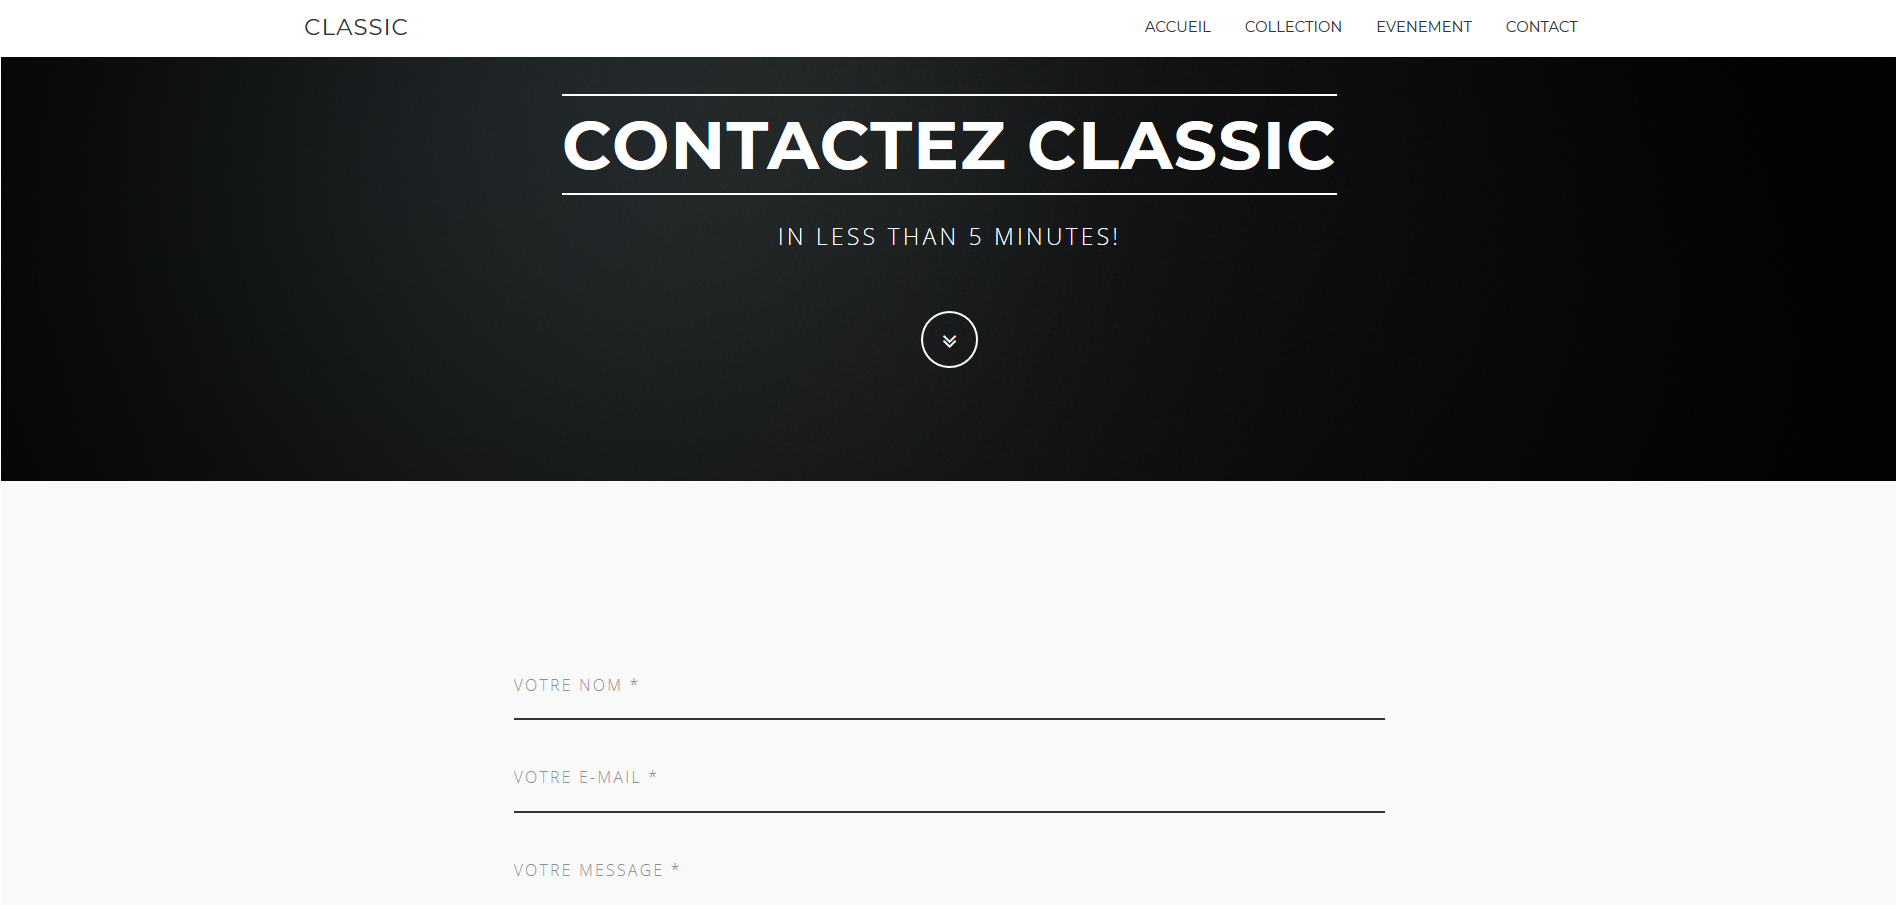 CLASSIC
ACCUEIL COLLECTION EVENEMENT CONTACT
CONTACTEZ CLASSIC
IN LESS THAN 5 MINUTES!
VOTRE NOM *
VOTRE E-MAIL *
VOTRE MESSAGE *